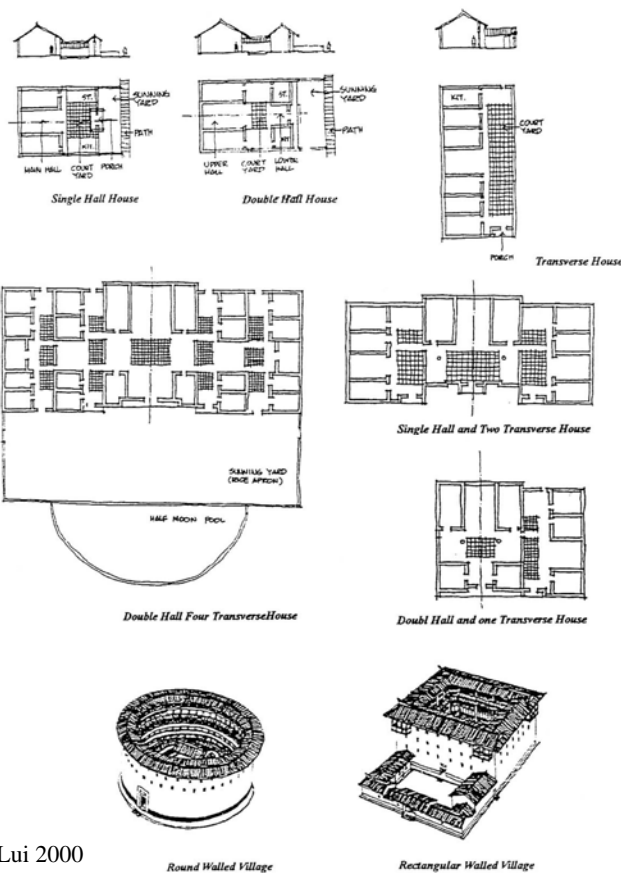 ST.
SUNNING
YARD
PATH
KIT.
MAIN HALL
COURT
YARD
PORCH
Single Hall House
ST.
SUNNING
YARD
PATH
KIT
UPPER
HALL
COURT
YARD
LOWER
HALL
Double Hall House
KIT.
COURT
YARD
PORCH
Transverse House
SUNNING YARD
(RICE APRON)
HALF MOON POOL
Double Hall Four TransverseHouse
Single Hall and Two Transverse House
Doubl Hall and one Transverse House
Lui 2000
Round Walled Village
Rectangular Walled Village